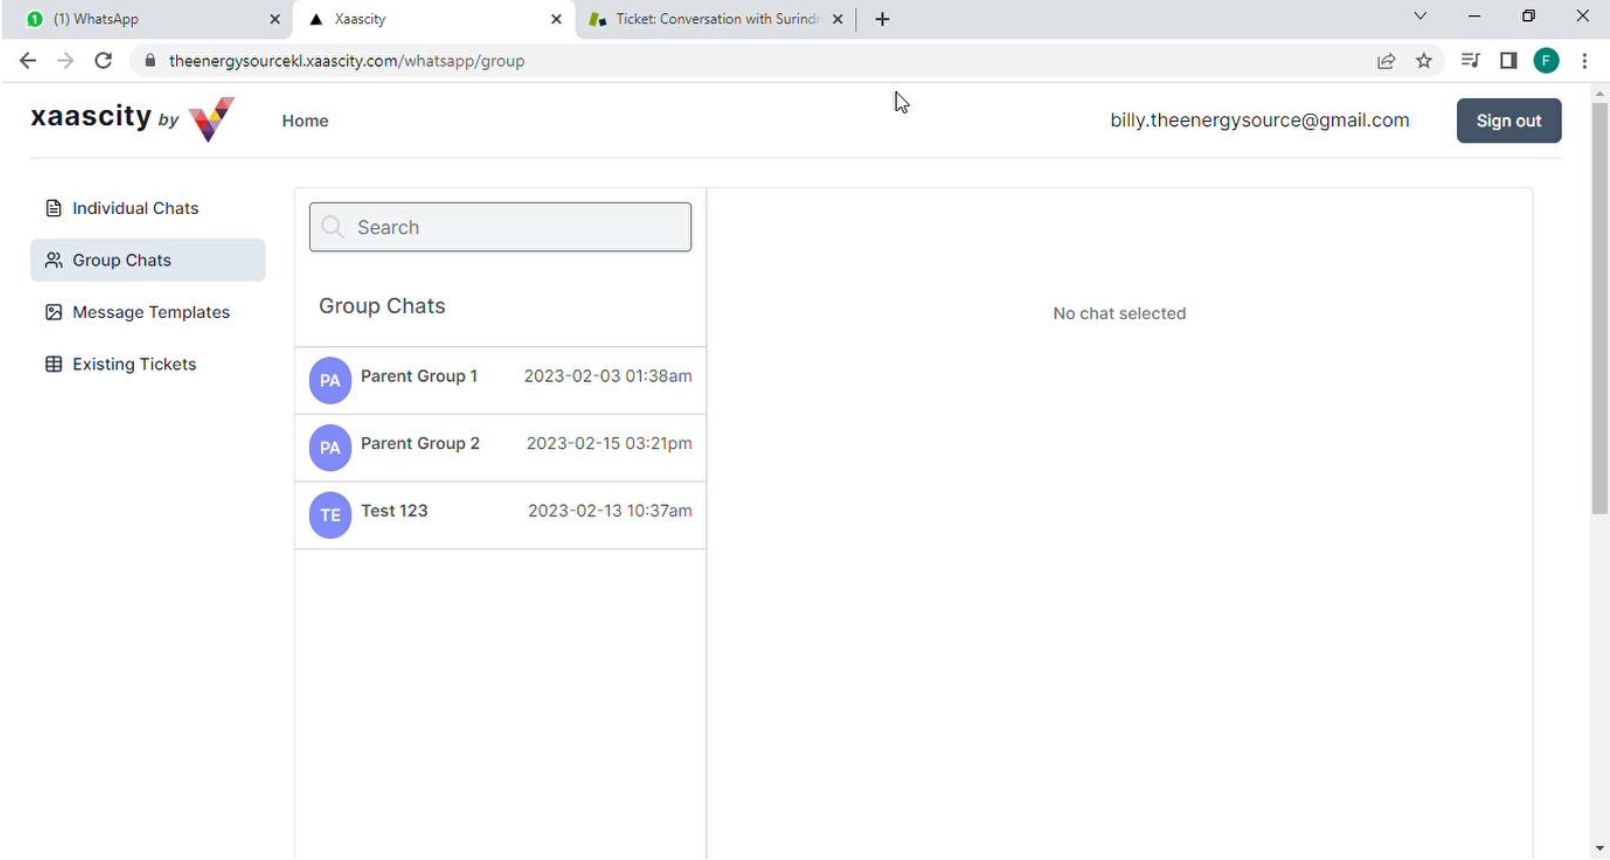 (1) WhatsApp
Xaascity
Ticket: Conversation with Surind
theenergysourcekl.xaascity.com/whatsapp/group
F
xaascity by
Home
billy.theenergysource@gmail.com
Sign out
Individual Chats
Group Chats
Message Templates
Existing Tickets
Search
Group Chats
PA Parent Group 1 2023-02-03 01:38am
PA Parent Group 2 2023-02-15 03:21pm
TE Test 123 2023-02-13 10:37am
No chat selected